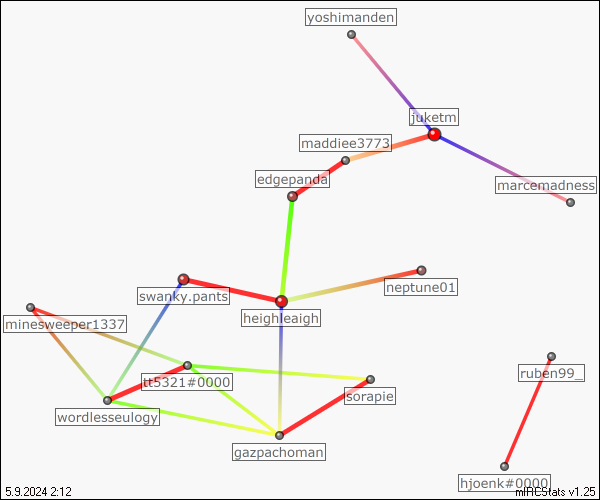 yoshimanden
juketm
maddiee3773
edgepanda
marcemadness
swanky.pants
neptune01
heighleaigh
minesweeper1337
tt5321#0000
ruben99_
sorapie
wordlesseulogy
gazpachoman
hjoenk#0000
5.9.2024 2:12
mIRCStats v1.25